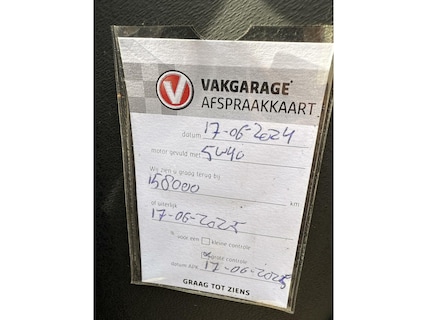 V
VAKGARAGE
AFSPRAAKKAART
datum 17-06-2024
motor gevuld met 5W40
Wij zien u graag terug bij
158000 km
of uiterlijk
17-06-2025
voor een kleine controle
grote controle
datum APK 17-06-2025
GRAAG TOT ZIENS